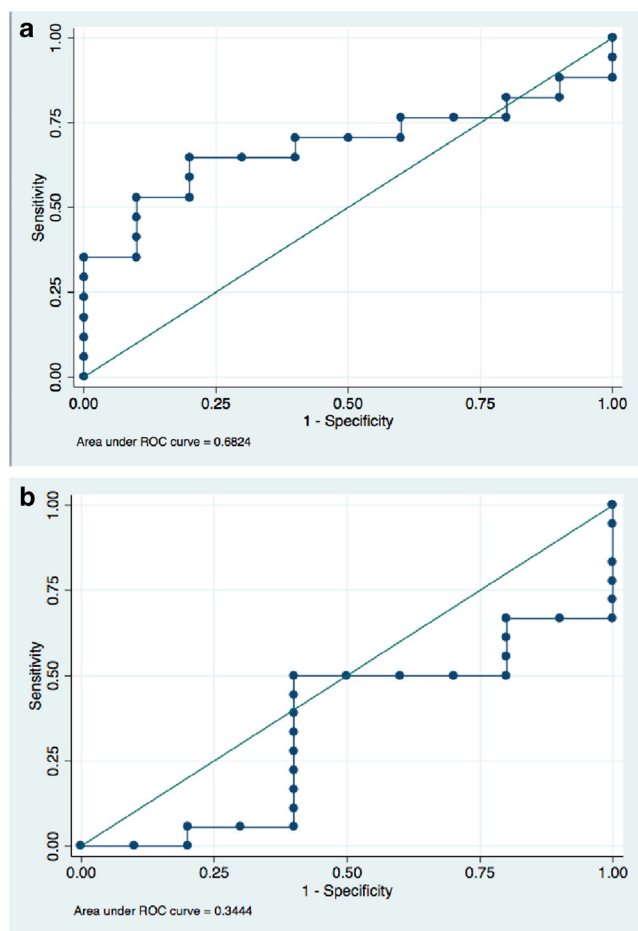 a
1.00
0.75
0.50
0.25
0.00
Sensitivity
0.00 0.25 0.50 0.75 1.00
1 - Specificity
Area under ROC curve = 0.6824
b
1.00
0.75
0.50
0.25
0.00
Sensitivity
0.00 0.25 0.50 0.75 1.00
1 - Specificity
Area under ROC curve = 0.3444